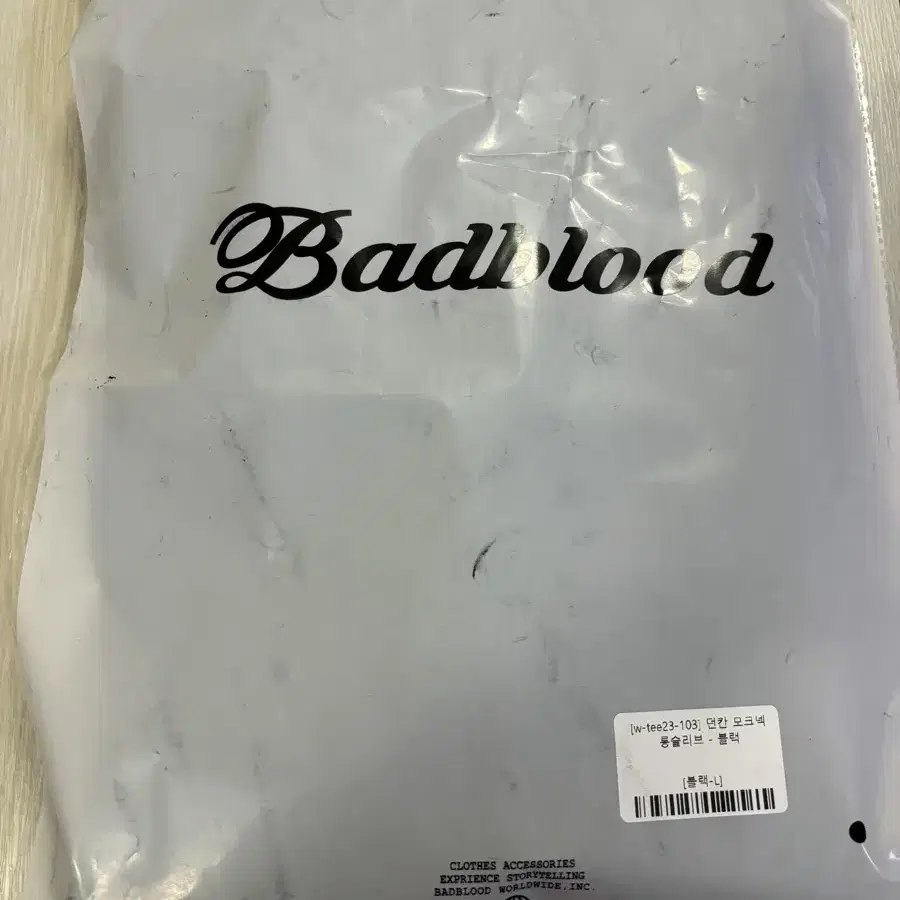 Badblood
[w-tee23-103] 던칸 모크넥
롱슬리브 - 블랙
[블랙-L]
CLOTHES ACCESSORIES
EXPRIENCE STORYTELLING
BADBLOOD WORLDWIDE.INC.